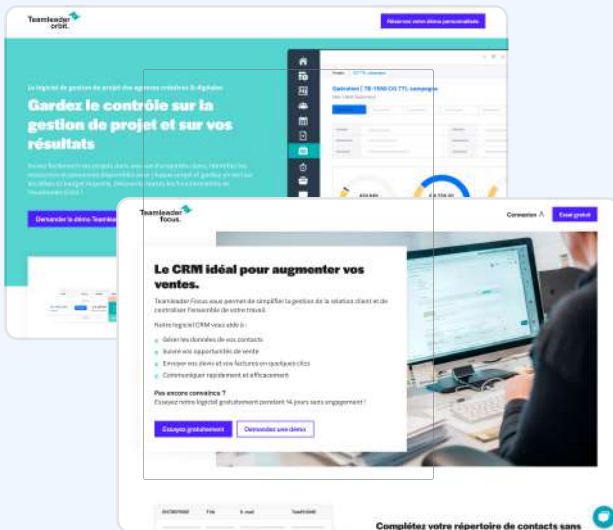 Teamleader
orbit.
Réservez votre démo personnalisée
Le logiciel de gestion de projet des agences créatives & digitales
Gardez le contrôle sur la
gestion de projet et sur vos
résultats
Demander la démo Teamlea
Teamleader
focus.
Connexion
Essai gratuit
Le CRM idéal pour augmenter vos
ventes.
Teamleader Focus vous permet de simplifier la gestion de la relation client et de
centraliser l'ensemble de votre travail.
Notre logiciel CRM vous aide à :
Gérer les données de vos contacts
Suivre vos opportunités de vente
Envoyer vos devis et vos factures en quelques clics
Communiquer rapidement et efficacement
Pas encore convaincu ?
Essayez notre logiciel gratuitement pendant 14 jours sans engagement !
Essayez gratuitement
Demandez une démo
Titre
E-mail
Complétez votre répertoire de contacts sans